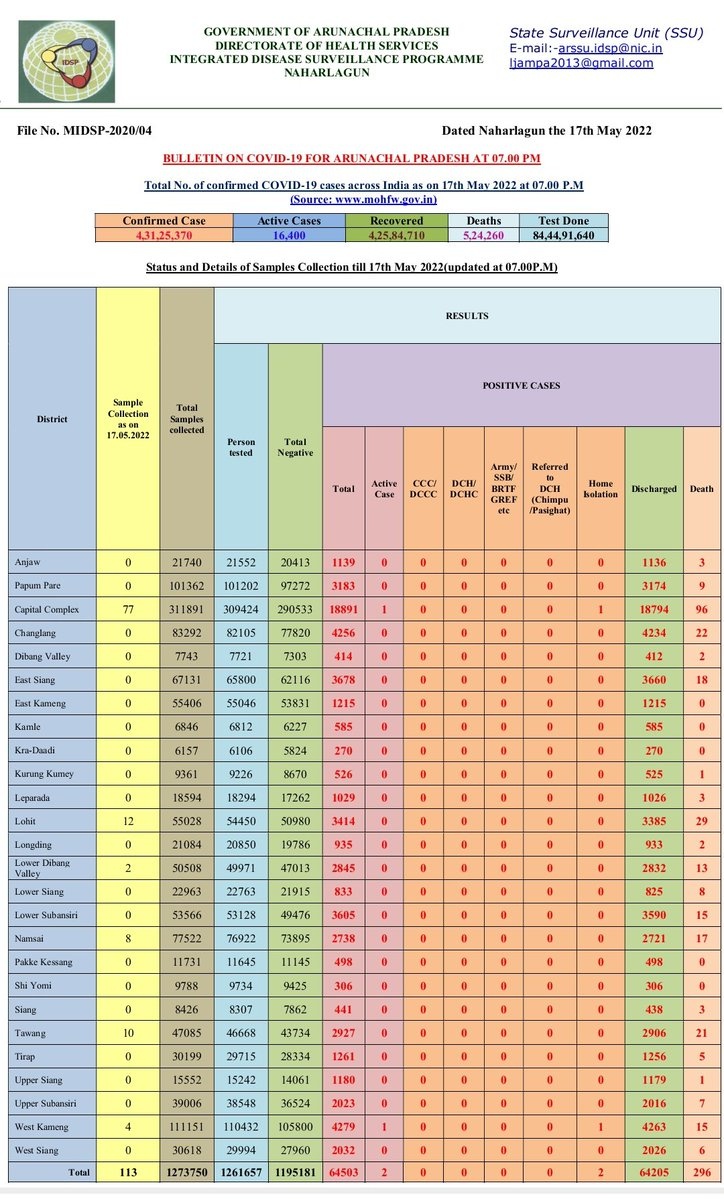 IDSP
GOVERNMENT OF ARUNACHAL PRADESH
DIRECTORATE OF HEALTH SERVICES
INTEGRATED DISEASE SURVEILLANCE PROGRAMME
NAHARLAGUN
State Surveillance Unit (SSU)
E-mail:-arssu.idsp@nic.in
ljampa2013@gmail.com
File No. MIDSP-2020/04 Dated Naharlagun the 17th May 2022
BULLETIN ON COVID-19 FOR ARUNACHAL PRADESH AT 07.00 PM
Total No. of confirmed COVID-19 cases across India as on 17th May 2022 at 07.00 P.M
(Source: www.mohfw.gov.in)
Confirmed Case Active Cases Recovered Deaths Test Done
4,31,25,370 16,400 4,25,84,710 5,24,260 84,44,91,640
Status and Details of Samples Collection till 17th May 2022(updated at 07.00P.M)
RESULTS
POSITIVE CASES
District
Sample
Collection
as on
17.05.2022
Total
Samples
collected
Person
tested
Total
Negative
Total
Active
Case
CCC/
DCCC
DCH/
DCHC
Army/
SSB/
BRTF
GREF
etc
Referred
to
DCH
(Chimpu
/Pasighat)
Home
Isolation
Discharged
Death
Anjaw 0 21740 21552 20413 1139 0 0 0 0 0 0 1136 3
Papum Pare 0 101362 101202 97272 3183 0 0 0 0 0 0 3174 9
Capital Complex 77 311891 309424 290533 18891 1 0 0 0 0 1 18794 96
Changlang 0 83292 82105 77820 4256 0 0 0 0 0 0 4234 22
Dibang Valley 0 7743 7721 7303 414 0 0 0 0 0 0 412 2
East Siang 0 67131 65800 62116 3678 0 0 0 0 0 0 3660 18
East Kameng 0 55406 55046 53831 1215 0 0 0 0 0 0 1215 0
Kamle 0 6846 6812 6227 585 0 0 0 0 0 0 585 0
Kra-Daadi 0 6157 6106 5824 270 0 0 0 0 0 0 270 0
Kurung Kumey 0 9361 9226 8670 526 0 0 0 0 0 0 525 1
Leparada 0 18594 18294 17262 1029 0 0 0 0 0 0 1026 3
Lohit 12 55028 54450 50980 3414 0 0 0 0 0 0 3385 29
Longding 0 21084 20850 19786 935 0 0 0 0 0 0 933 2
Lower Dibang
Valley 2 50508 49971 47013 2845 0 0 0 0 0 0 2832 13
Lower Siang 0 22963 22763 21915 833 0 0 0 0 0 0 825 8
Lower Subansiri 0 53566 53128 49476 3605 0 0 0 0 0 0 3590 15
Namsai 8 77522 76922 73895 2738 0 0 0 0 0 0 2721 17
Pakke Kessang 0 11731 11645 11145 498 0 0 0 0 0 0 498 0
Shi Yomi 0 9788 9734 9425 306 0 0 0 0 0 0 306 0
Siang 0 8426 8307 7862 441 0 0 0 0 0 0 438 3
Tawang 10 47085 46668 43734 2927 0 0 0 0 0 0 2906 21
Tirap 0 30199 29715 28334 1261 0 0 0 0 0 0 1256 5
Upper Siang 0 15552 15242 14061 1180 0 0 0 0 0 0 1179 1
Upper Subansiri 0 39006 38548 36524 2023 0 0 0 0 0 0 2016 7
West Kameng 4 111151 110432 105800 4279 1 0 0 0 0 1 4263 15
West Siang 0 30618 29994 27960 2032 0 0 0 0 0 0 2026 6
Total 113 1273750 1261657 1195181 64503 2 0 0 0 0 2 64205 296